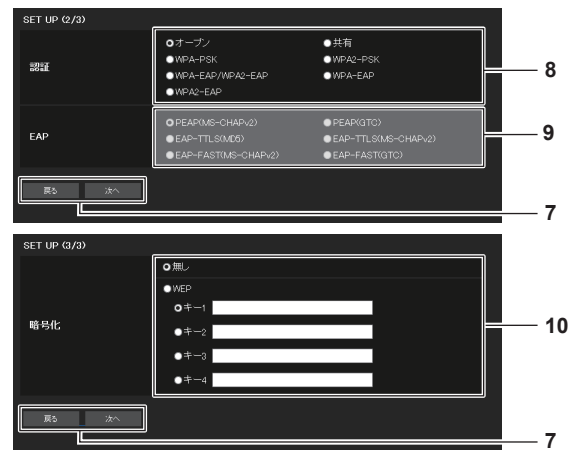 SET UP (2/3)
認証
オープン 共有
WPA-PSK WPA2-PSK
WPA-EAP/WPA2-EAP WPA-EAP
WPA2-EAP
8
EAP
PEAP(MS-CHAPv2) PEAP(GTC)
EAP-TTLS(MD5) EAP-TTLS(MS-CHAPv2)
EAP-FAST(MS-CHAPv2) EAP-FAST(GTC)
9
戻る 次へ
7
SET UP (3/3)
暗号化
無し
WEP
キー1
キー2
キー3
キー4
10
戻る 次へ
7